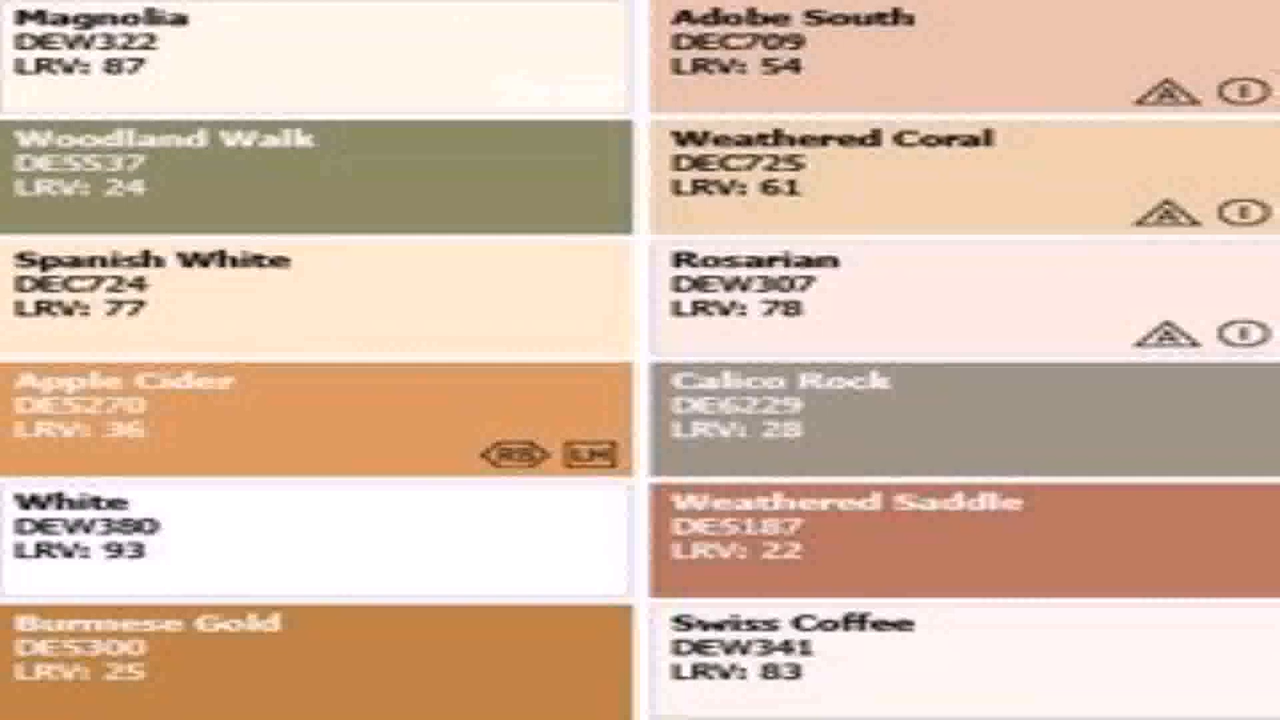 Magnolia
DEW322
LRV: 87
Adobe South
DEC709
LRV: 54
A E
Woodland Walk
DE5537
LRV: 24
Weathered Coral
DEC725
LRV: 61
A E
Spanish White
DEC724
LRV: 77
Rosarian
DEW307
LRV: 78
A E
Apple Cider
DE5270
LRV: 36
RB LM
Calico Rock
DE6229
LRV: 28
White
DEW380
LRV: 93
Weathered Saddle
DE5187
LRV: 22
Burmese Gold
DE5300
LRV: 25
Swiss Coffee
DEW341
LRV: 83